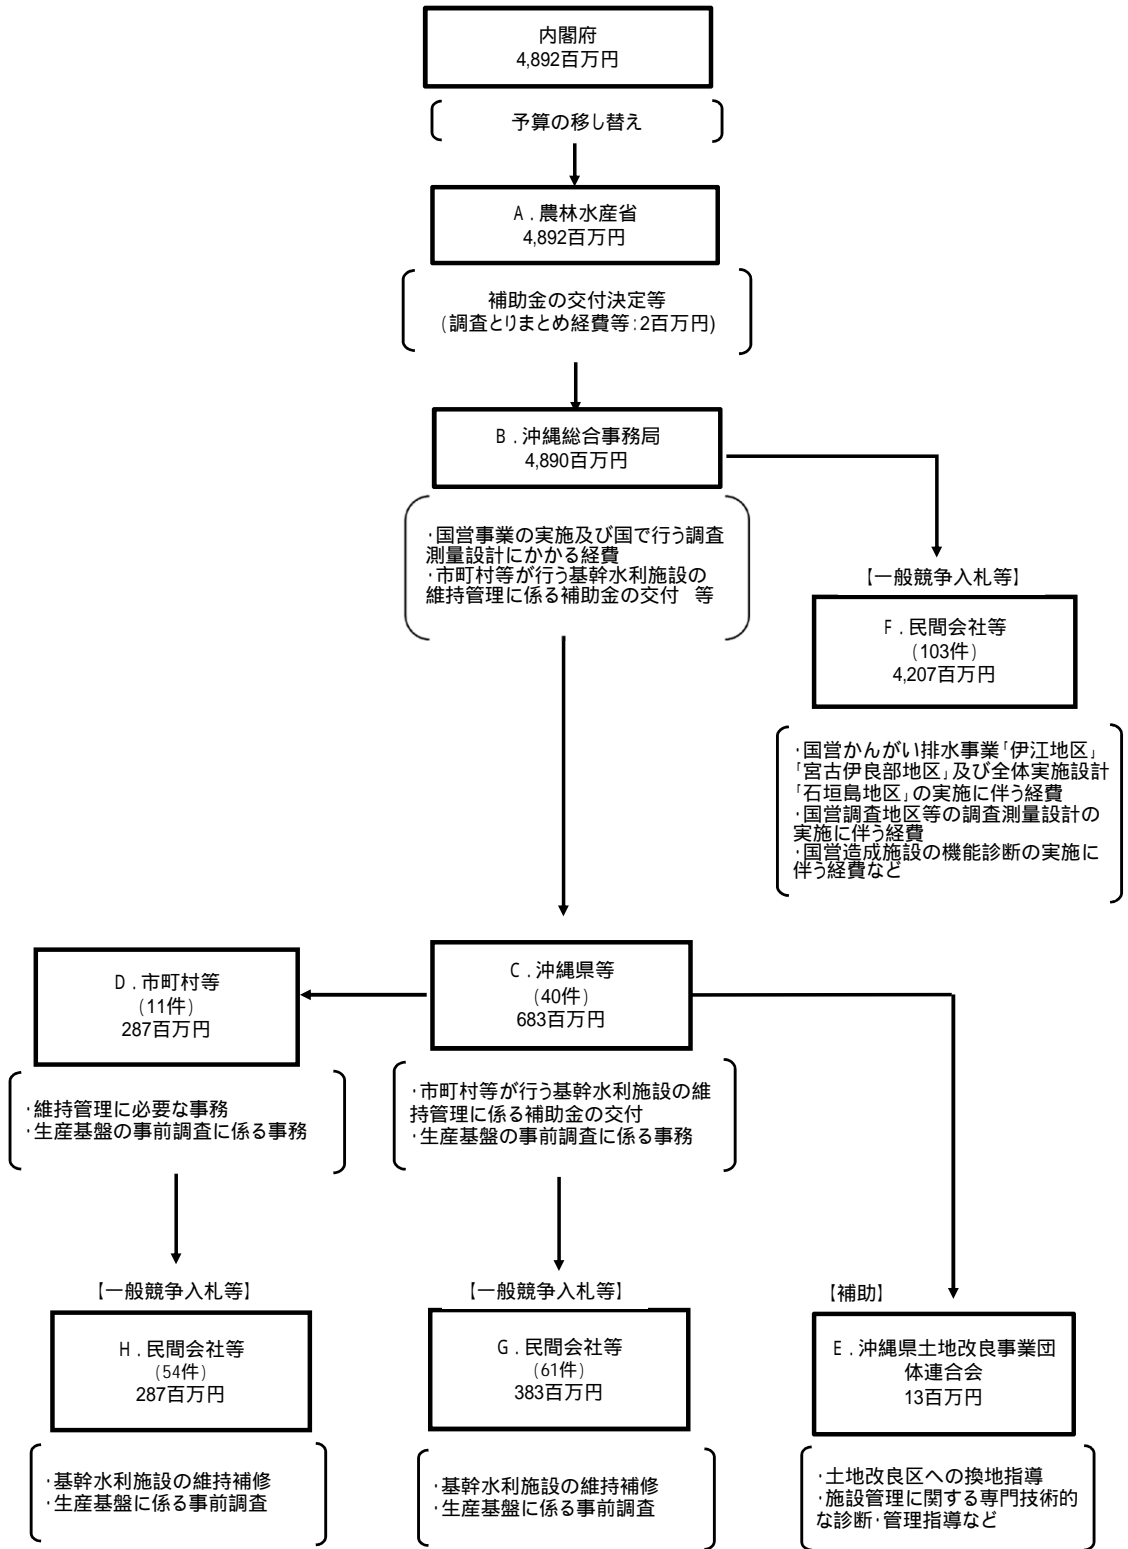 内閣府
4,892百万円
予算の移し替え
A．農林水産省
4,892百万円
補助金の交付決定等
(調査とりまとめ経費等：2百万円)
B．沖縄総合事務局
4,890百万円
・国営事業の実施及び国で行う調査
測量設計にかかる経費
・市町村等が行う基幹水利施設の
維持管理に係る補助金の交付　等
【一般競争入札等】
F．民間会社等
(103件)
4,207百万円
・国営かんがい排水事業「伊江地区」
「宮古伊良部地区」及び全体実施設計
「石垣島地区」の実施に伴う経費
・国営調査地区等の調査測量設計の
実施に伴う経費
・国営造成施設の機能診断の実施に
伴う経費など
D．市町村等
(11件)
287百万円
C．沖縄県等
(40件)
683百万円
・維持管理に必要な事務
・生産基盤の事前調査に係る事務
・市町村等が行う基幹水利施設の維
持管理に係る補助金の交付
・生産基盤の事前調査に係る事務
【一般競争入札等】
H．民間会社等
(54件)
287百万円
・基幹水利施設の維持補修
・生産基盤に係る事前調査
【一般競争入札等】
G．民間会社等
(61件)
383百万円
・基幹水利施設の維持補修
・生産基盤に係る事前調査
【補助】
E．沖縄県土地改良事業団
体連合会
13百万円
・土地改良区への換地指導
・施設管理に関する専門技術的
な診断・管理指導など